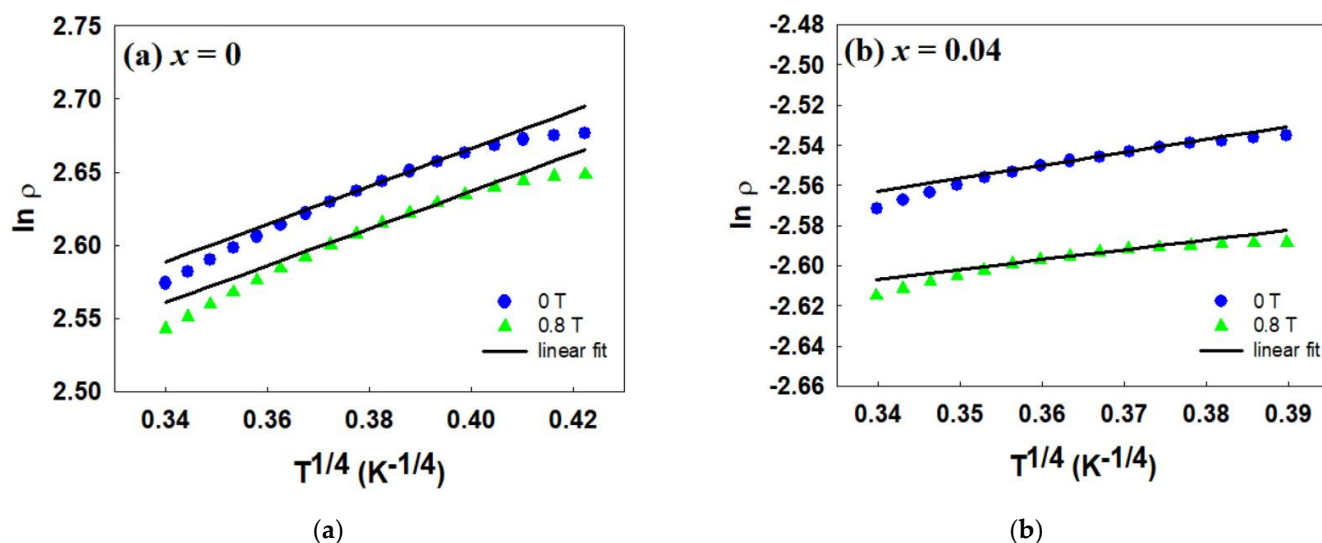 (a) x = 0
ln ρ
2.75
2.70
2.65
2.60
2.55
2.50
0 T
0.8 T
linear fit
0.34 0.36 0.38 0.40 0.42
T1/4 (K-1/4)
(a)
(b) x = 0.04
ln ρ
-2.48
-2.50
-2.52
-2.54
-2.56
-2.58
-2.60
-2.62
-2.64
-2.66
0 T
0.8 T
linear fit
0.34 0.35 0.36 0.37 0.38 0.39
T1/4 (K-1/4)
(b)